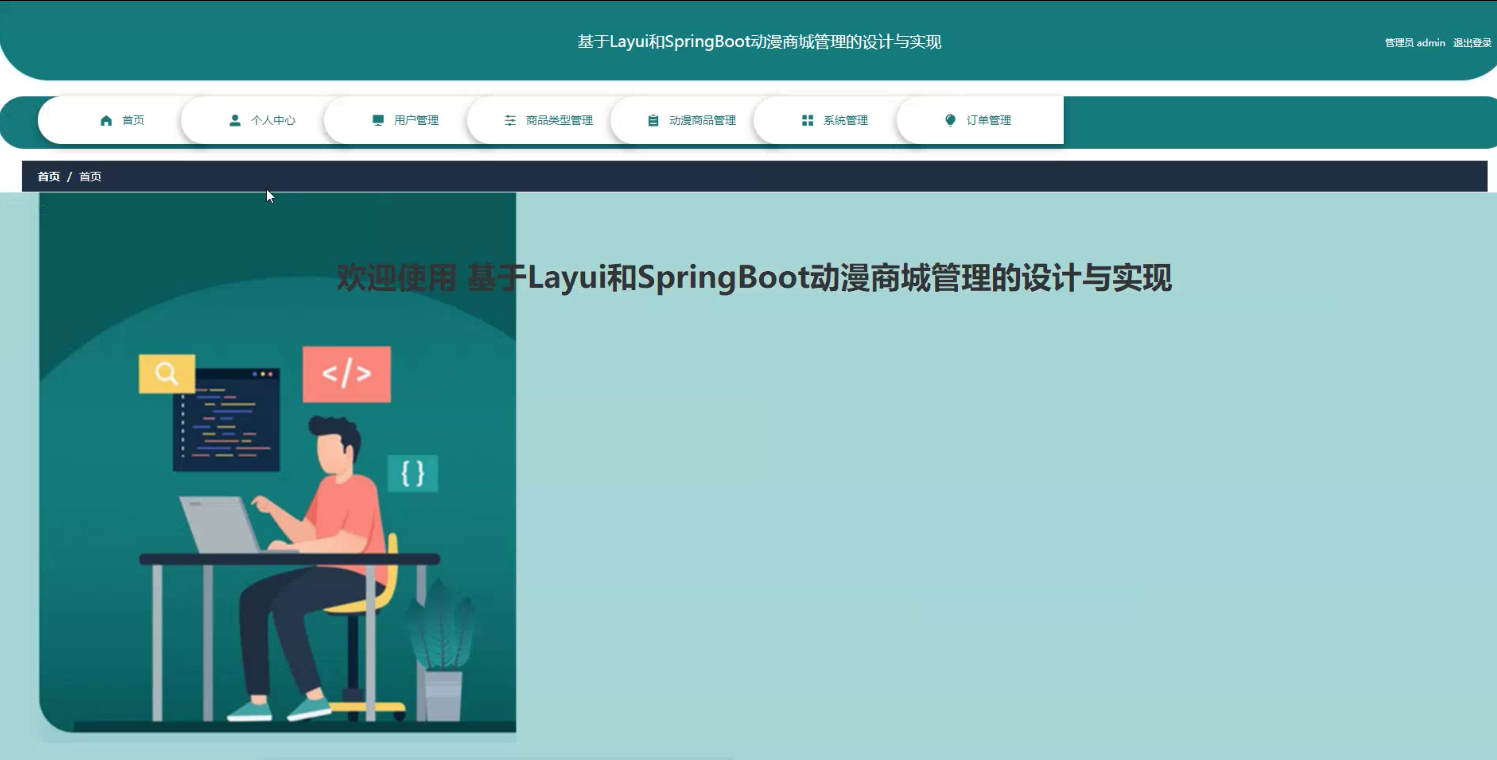 基于Layui和SpringBoot动漫商城管理的设计与实现
管理员 admin 退出登录
首页 个人中心 用户管理 商品类型管理 动漫商品管理 系统管理 订单管理
首页 / 首页
欢迎使用 基于Layui和SpringBoot动漫商城管理的设计与实现
</>
{ }